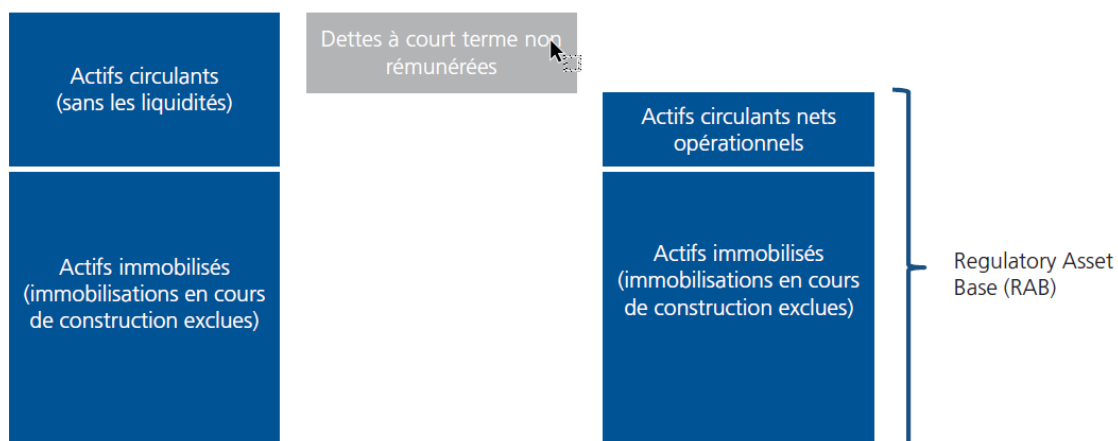 Actifs circulants
(sans les liquidités)
Dettes à court terme non
rémunérées
Actifs circulants nets
opérationnels
Actifs immobilisés
(immobilisations en cours
de construction exclues)
Actifs immobilisés
(immobilisations en cours
de construction exclues)
Regulatory Asset
Base (RAB)